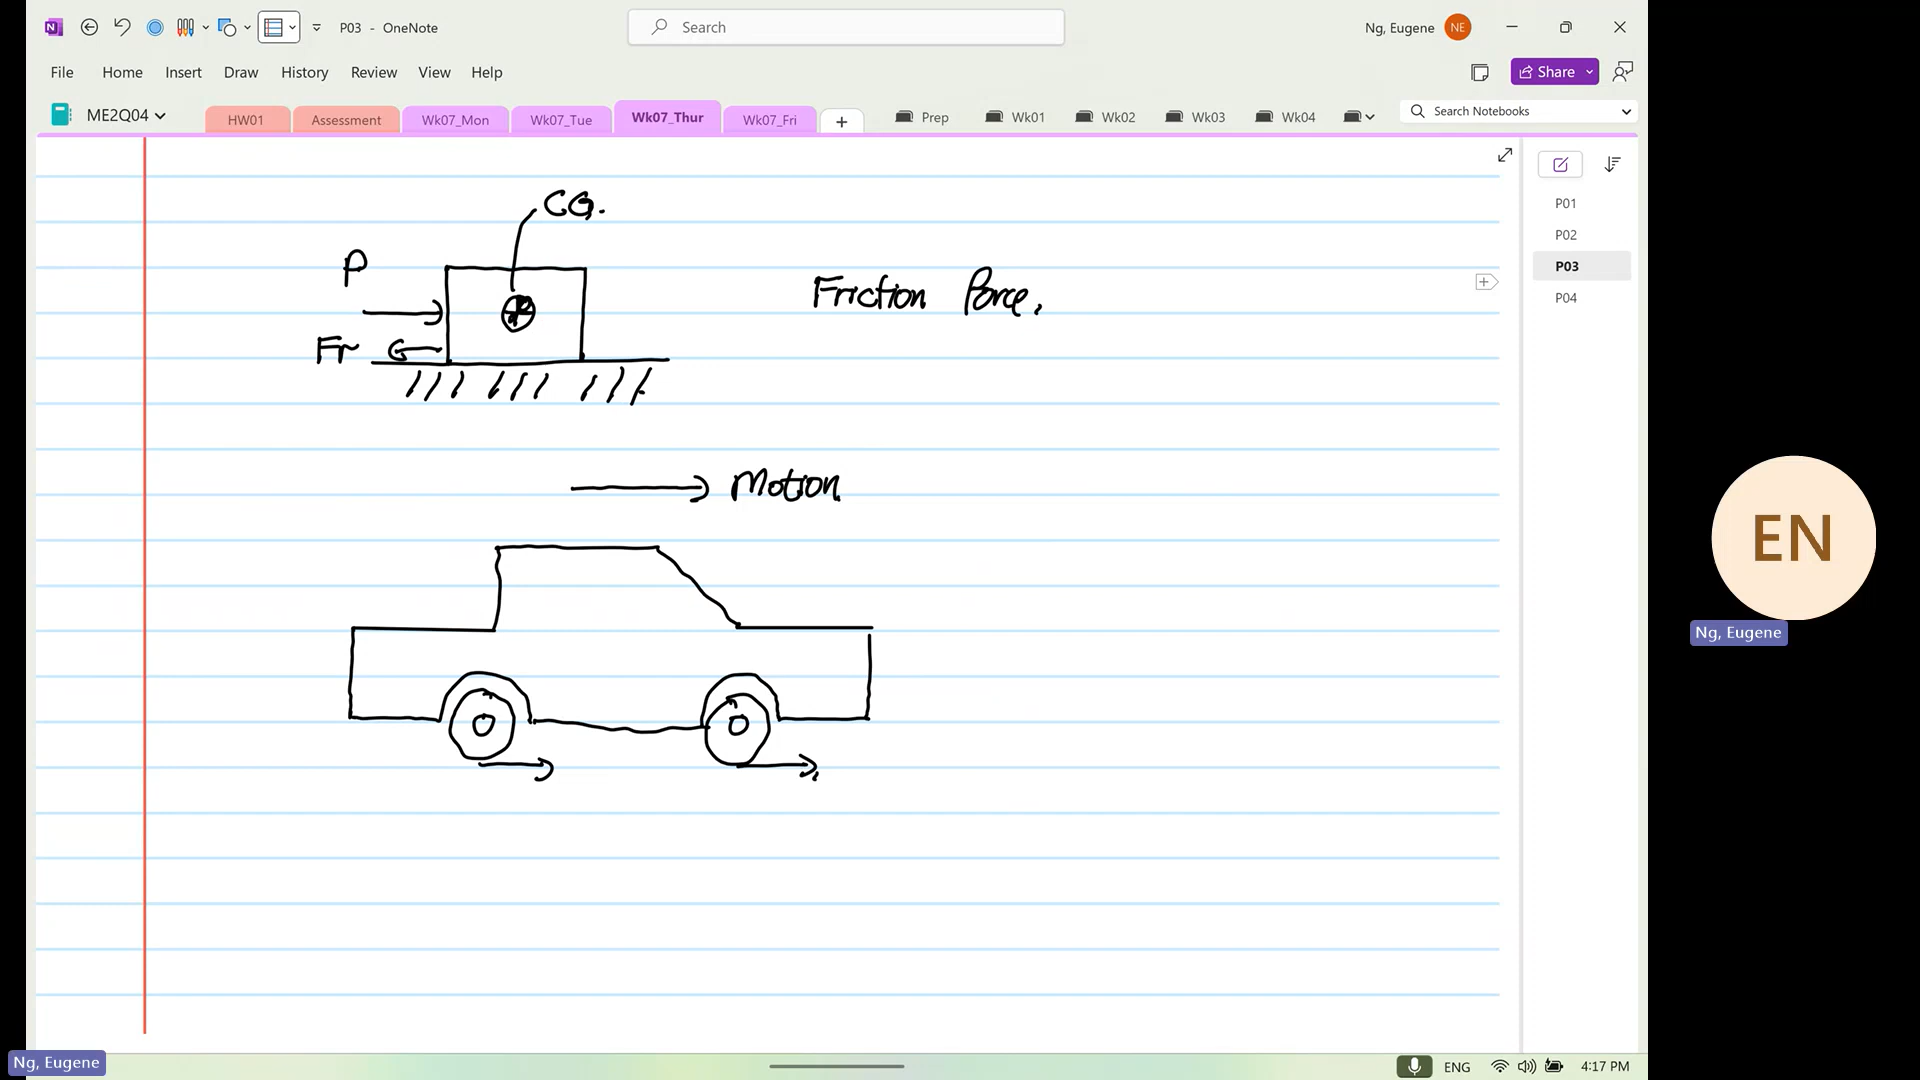 P03 - OneNote
Search
Ng, Eugene
NE
File
Home
Insert
Draw
History
Review
View
Help
Share
ME2Q04
HW01
Assessment
Wk07_Mon
Wk07_Tue
Wk07_Thur
Wk07_Fri
+
Prep
Wk01
Wk02
Wk03
Wk04
Search Notebooks
P01
P02
P03
P04
CG.
P
Friction Force.
Fr
Motion
EN
Ng, Eugene
Ng, Eugene
ENG
4:17 PM